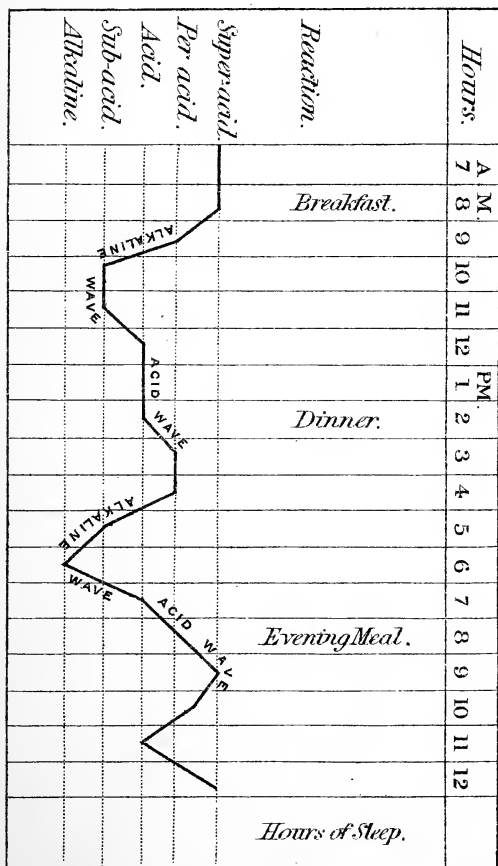 Hours.
A M.
7
8
9
10
11
12
PM.
1
2
3
4
5
6
7
8
9
10
11
12
Reaction.
Breakfast.
Dinner.
Evening Meal.
Hours of Sleep.
Super-acid.
Per acid.
Acid.
Sub-acid.
Alkaline.
ALKALINE
WAVE
ACID
WAVE
ALKALINE
WAVE
ACID WAVE